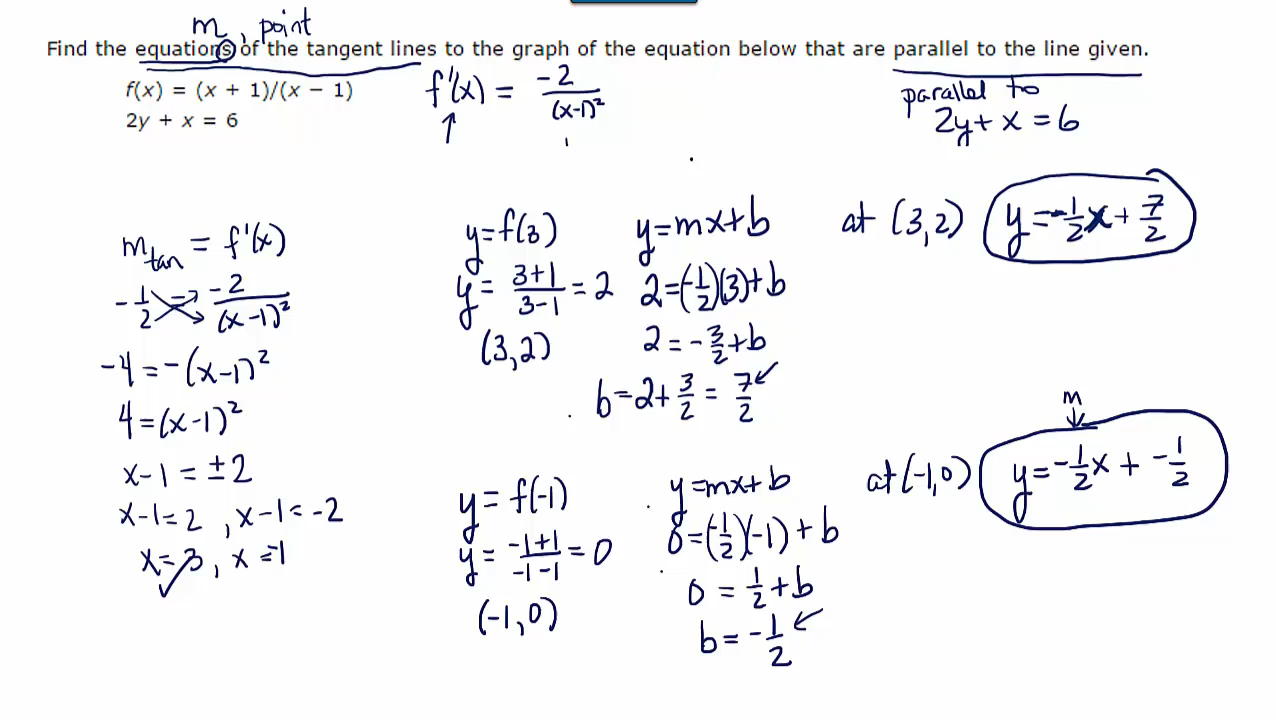 m, point
Find the equations of the tangent lines to the graph of the equation below that are parallel to the line given.
f(x) = (x + 1)/(x − 1)
2y + x = 6
f'(x) = -2/(x-1)²
parallel to
2y + x = 6
m_tan = f'(x)
-1/2 = -2/(x-1)²
-4 = -(x-1)²
4 = (x-1)²
x-1 = ±2
x-1 = 2, x-1 = -2
x = 3, x = -1
y = f(3)
y = (3+1)/(3-1) = 2
(3,2)
y = mx + b
2 = (-1/2)(3) + b
2 = -3/2 + b
b = 2 + 3/2 = 7/2
at (3,2) y = -1/2x + 7/2
y = f(-1)
y = (-1+1)/(-1-1) = 0
(-1,0)
y = mx + b
0 = (-1/2)(-1) + b
0 = 1/2 + b
b = -1/2
m
at (-1,0) y = -1/2x + -1/2